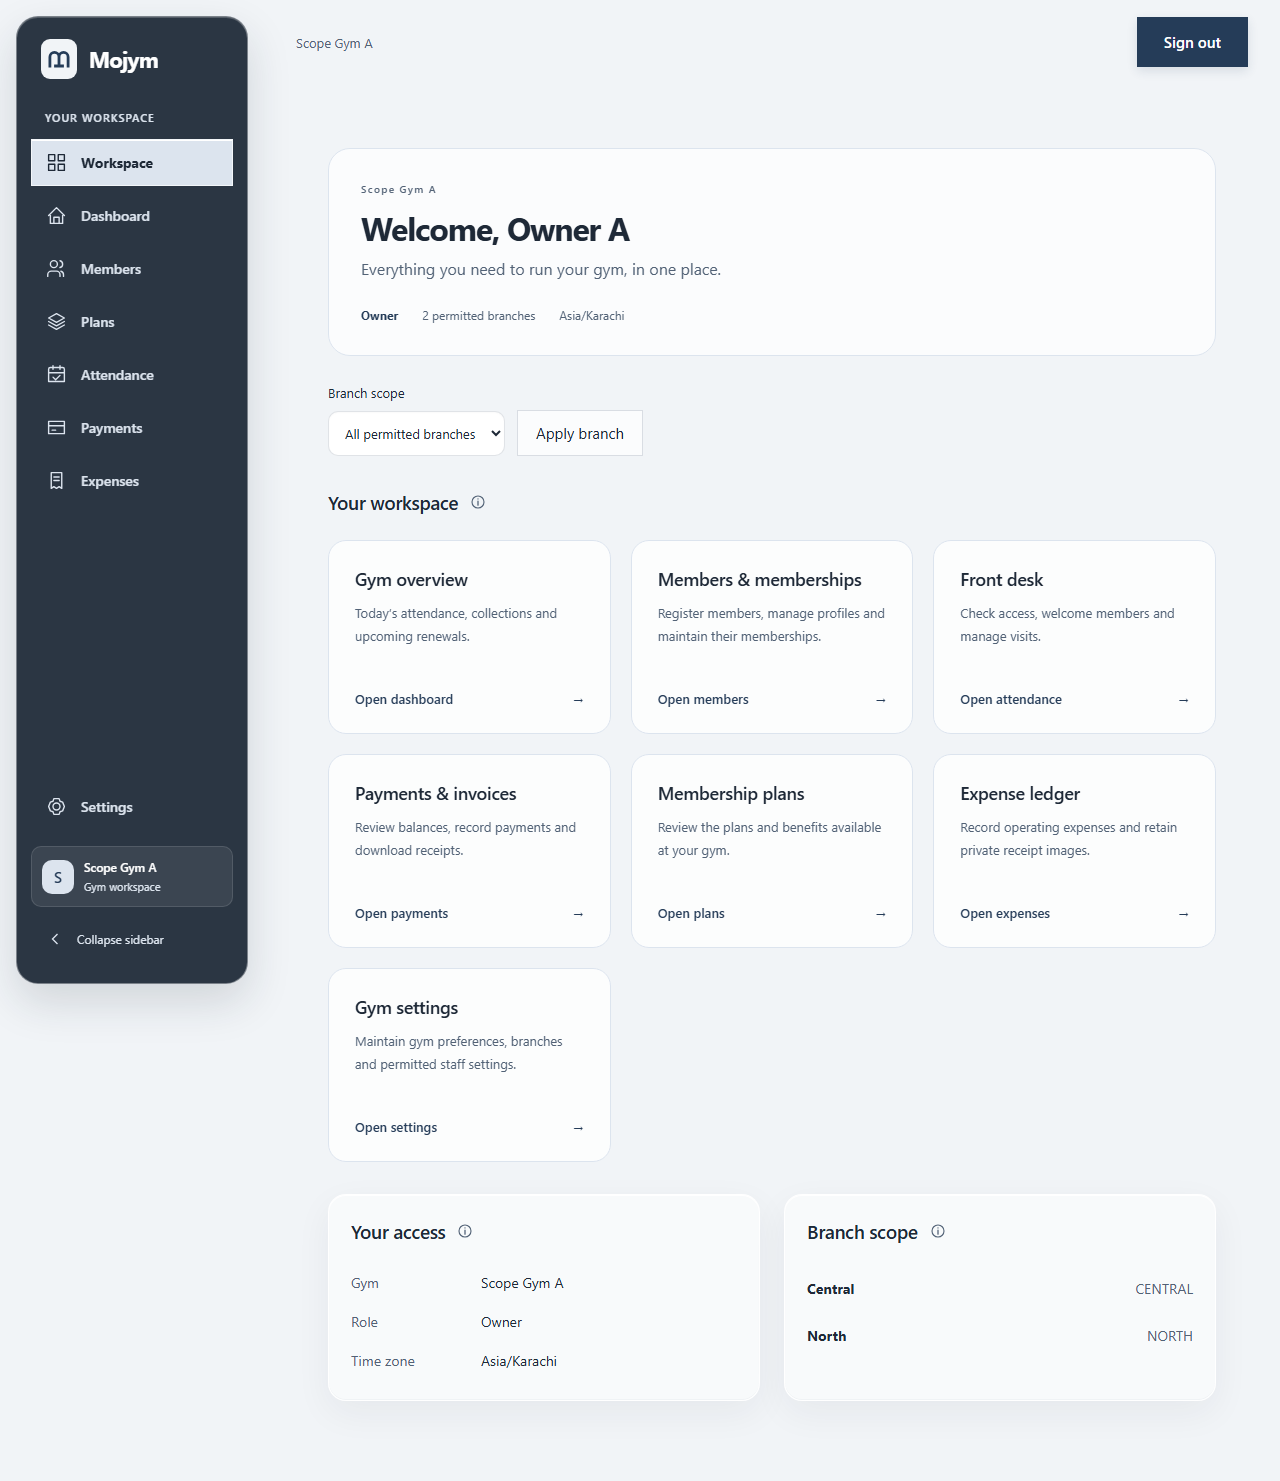 Mojym
YOUR WORKSPACE
Workspace
Dashboard
Members
Plans
Attendance
Payments
Expenses
Settings
S
Scope Gym A
Gym workspace
Collapse sidebar
Scope Gym A
Sign out
Scope Gym A
Welcome, Owner A
Everything you need to run your gym, in one place.
Owner 2 permitted branches Asia/Karachi
Branch scope
All permitted branches
Apply branch
Your workspace
Gym overview
Today's attendance, collections and
upcoming renewals.
Open dashboard →
Members & memberships
Register members, manage profiles and
maintain their memberships.
Open members →
Front desk
Check access, welcome members and
manage visits.
Open attendance →
Payments & invoices
Review balances, record payments and
download receipts.
Open payments →
Membership plans
Review the plans and benefits available
at your gym.
Open plans →
Expense ledger
Record operating expenses and retain
private receipt images.
Open expenses →
Gym settings
Maintain gym preferences, branches
and permitted staff settings.
Open settings →
Your access
Gym Scope Gym A
Role Owner
Time zone Asia/Karachi
Branch scope
Central CENTRAL
North NORTH